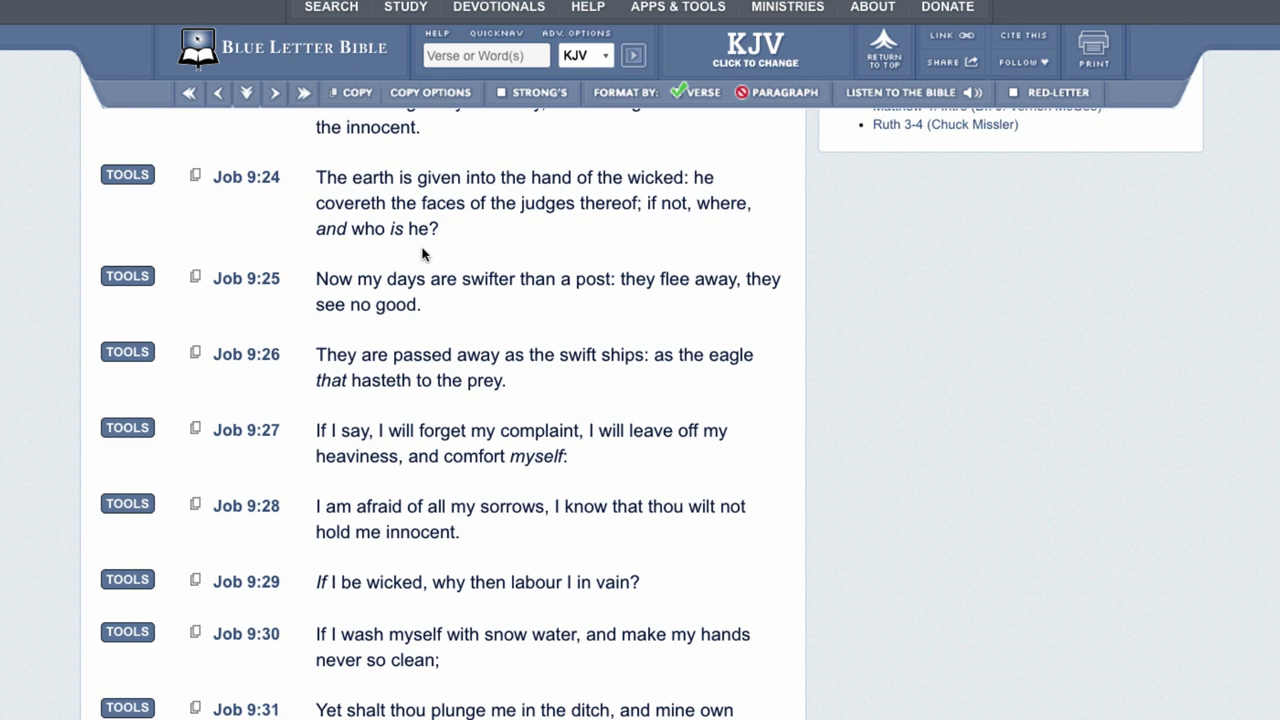 SEARCH STUDY DEVOTIONALS HELP APPS & TOOLS MINISTRIES ABOUT DONATE
HELP QUICKNAV ADV. OPTIONS
BLUE LETTER BIBLE
Verse or Word(s) KJV
KJV
CLICK TO CHANGE
RETURN
TO TOP
LINK CITE THIS
SHARE FOLLOW
PRINT
COPY COPY OPTIONS STRONG'S FORMAT BY: VERSE PARAGRAPH LISTEN TO THE BIBLE RED-LETTER
Ruth 3-4 (Chuck Missler)
the innocent.
TOOLS Job 9:24 The earth is given into the hand of the wicked: he
covereth the faces of the judges thereof; if not, where,
and who is he?
TOOLS Job 9:25 Now my days are swifter than a post: they flee away, they
see no good.
TOOLS Job 9:26 They are passed away as the swift ships: as the eagle
that hasteth to the prey.
TOOLS Job 9:27 If I say, I will forget my complaint, I will leave off my
heaviness, and comfort myself:
TOOLS Job 9:28 I am afraid of all my sorrows, I know that thou wilt not
hold me innocent.
TOOLS Job 9:29 If I be wicked, why then labour I in vain?
TOOLS Job 9:30 If I wash myself with snow water, and make my hands
never so clean;
TOOLS Job 9:31 Yet shalt thou plunge me in the ditch, and mine own